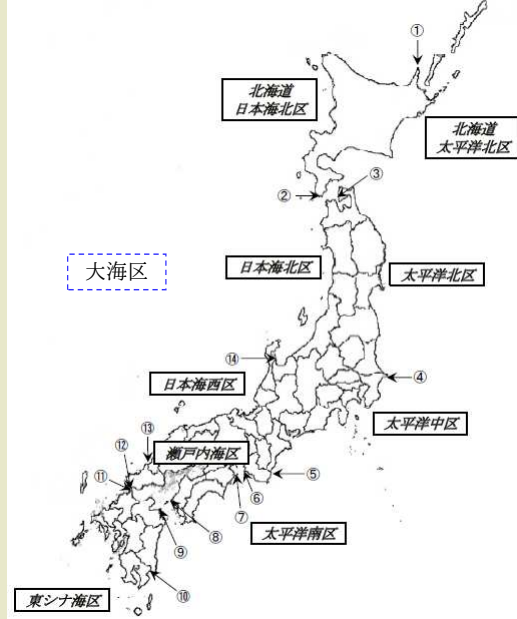 ①
北海道
日本海北区
北海道
太平洋北区
③
②
大海区
日本海北区
太平洋北区
⑭
④
日本海西区
太平洋中区
⑬
⑫
瀬戸内海区
⑪
⑤
⑥
⑦
⑧
太平洋南区
⑨
⑩
東シナ海区